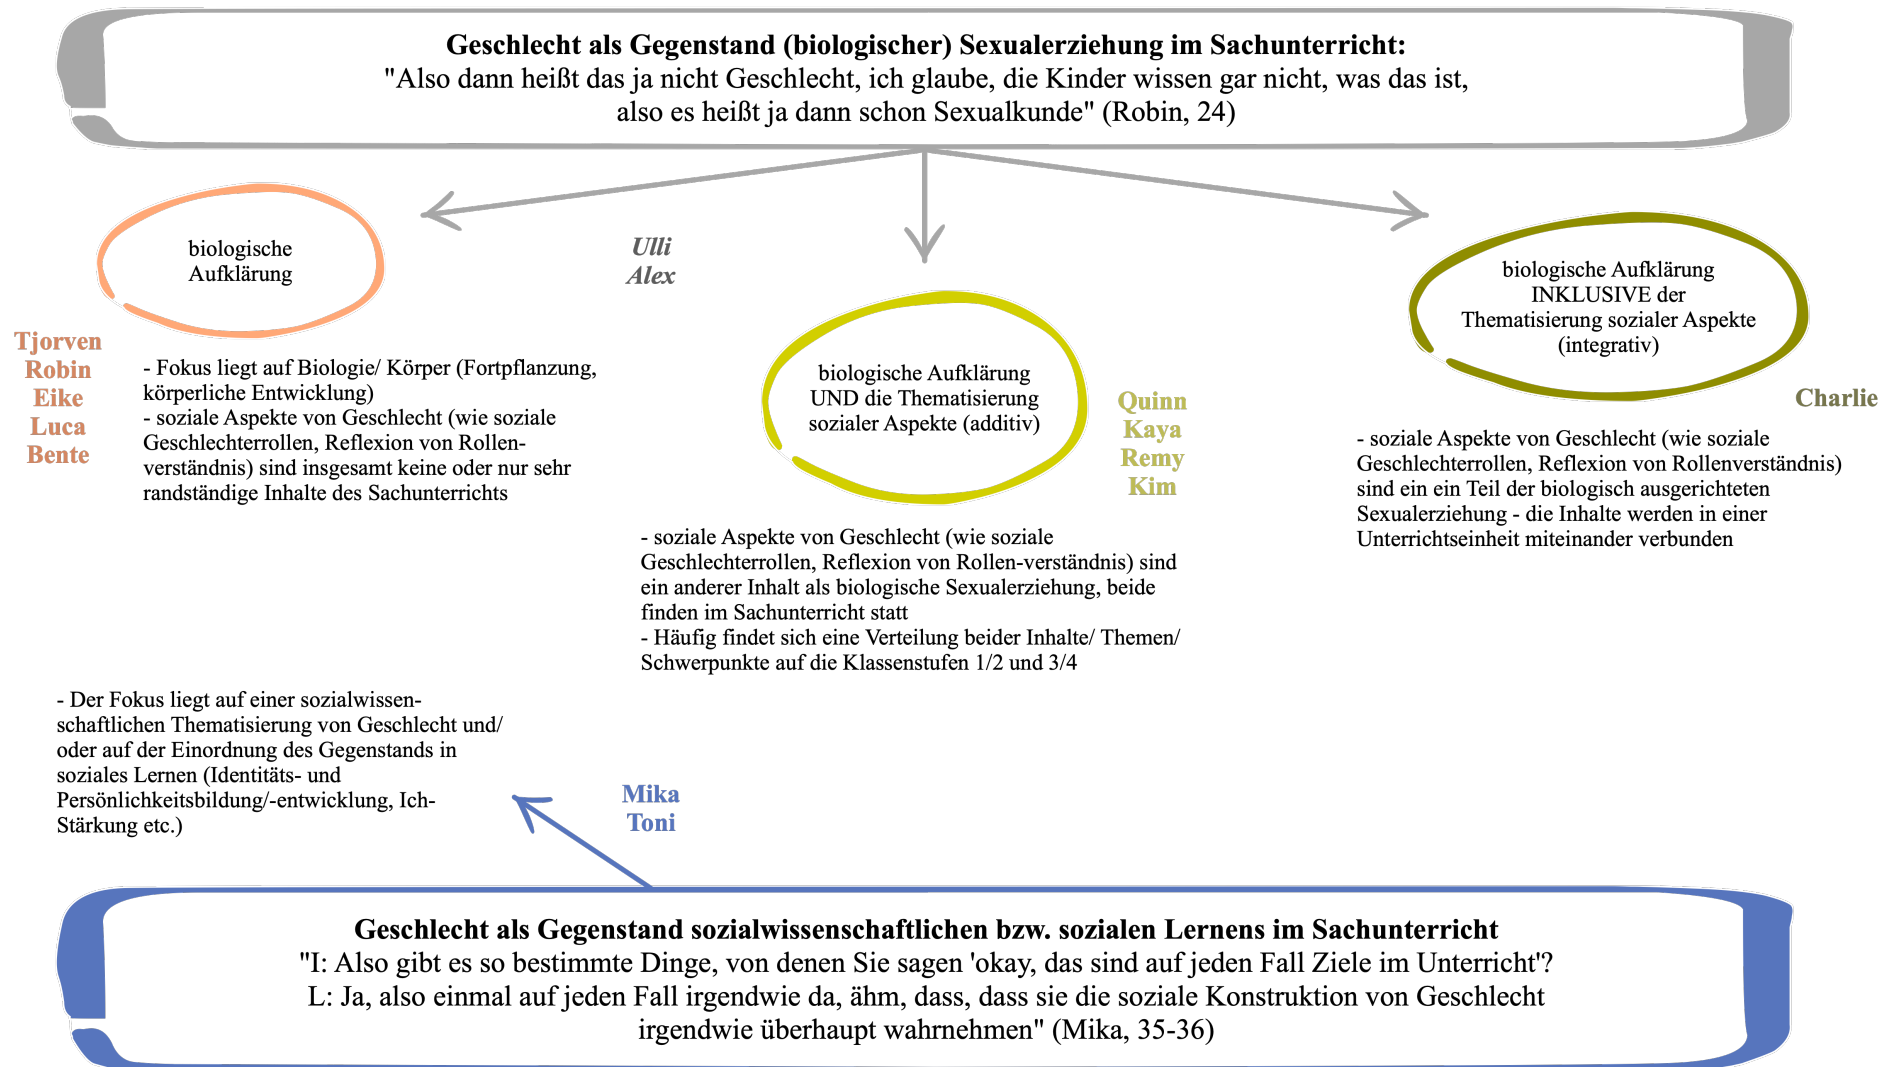 Geschlecht als Gegenstand (biologischer) Sexualerziehung im Sachunterricht:
"Also dann heißt das ja nicht Geschlecht, ich glaube, die Kinder wissen gar nicht, was das ist,
also es heißt ja dann schon Sexualkunde" (Robin, 24)
biologische
Aufklärung
Tjorven
Robin
Eike
Luca
Bente
- Fokus liegt auf Biologie/ Körper (Fortpflanzung,
körperliche Entwicklung)
- soziale Aspekte von Geschlecht (wie soziale
Geschlechterrollen, Reflexion von Rollen-
verständnis) sind insgesamt keine oder nur sehr
randständige Inhalte des Sachunterrichts
Ulli
Alex
biologische Aufklärung
UND die Thematisierung
sozialer Aspekte (additiv)
Quinn
Kaya
Remy
Kim
- soziale Aspekte von Geschlecht (wie soziale
Geschlechterrollen, Reflexion von Rollen-verständnis) sind
ein anderer Inhalt als biologische Sexualerziehung, beide
finden im Sachunterricht statt
- Häufig findet sich eine Verteilung beider Inhalte/ Themen/
Schwerpunkte auf die Klassenstufen 1/2 und 3/4
biologische Aufklärung
INKLUSIVE der
Thematisierung sozialer Aspekte
(integrativ)
Charlie
- soziale Aspekte von Geschlecht (wie soziale
Geschlechterrollen, Reflexion von Rollenverständnis)
sind ein ein Teil der biologisch ausgerichteten
Sexualerziehung - die Inhalte werden in einer
Unterrichtseinheit miteinander verbunden
- Der Fokus liegt auf einer sozialwissen-
schaftlichen Thematisierung von Geschlecht und/
oder auf der Einordnung des Gegenstands in
soziales Lernen (Identitäts- und
Persönlichkeitsbildung/-entwicklung, Ich-
Stärkung etc.)
Mika
Toni
Geschlecht als Gegenstand sozialwissenschaftlichen bzw. sozialen Lernens im Sachunterricht
"I: Also gibt es so bestimmte Dinge, von denen Sie sagen 'okay, das sind auf jeden Fall Ziele im Unterricht'?
L: Ja, also einmal auf jeden Fall irgendwie da, ähm, dass, dass sie die soziale Konstruktion von Geschlecht
irgendwie überhaupt wahrnehmen" (Mika, 35-36)